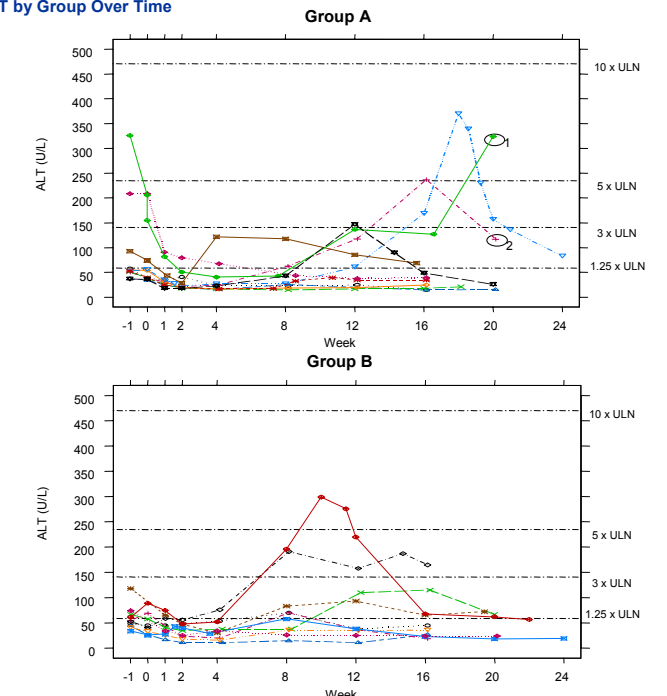 T by Group Over Time
Group A
500
450
400
350
300
250
200
150
100
50
0
ALT (U/L)
10 x ULN
5 x ULN
3 x ULN
1.25 x ULN
1
2
-1 0 1 2 4 8 12 16 20 24
Week
Group B
500
450
400
350
300
250
200
150
100
50
0
ALT (U/L)
10 x ULN
5 x ULN
3 x ULN
1.25 x ULN
-1 0 1 2 4 8 12 16 20 24
Week